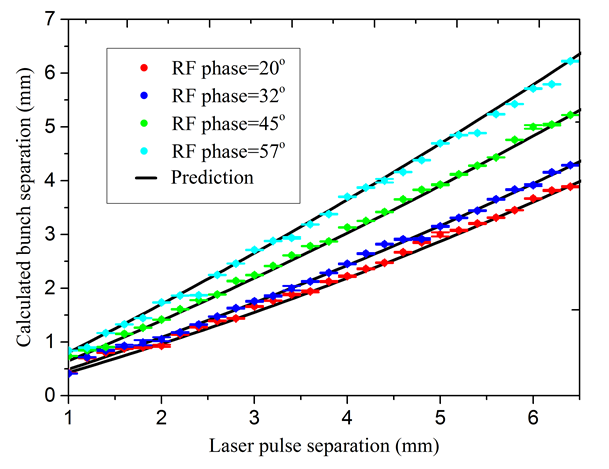 7
6
5
4
3
2
1
0
Calculated bunch separation (mm)
RF phase=20°
RF phase=32°
RF phase=45°
RF phase=57°
Prediction
1 2 3 4 5 6
Laser pulse separation (mm)